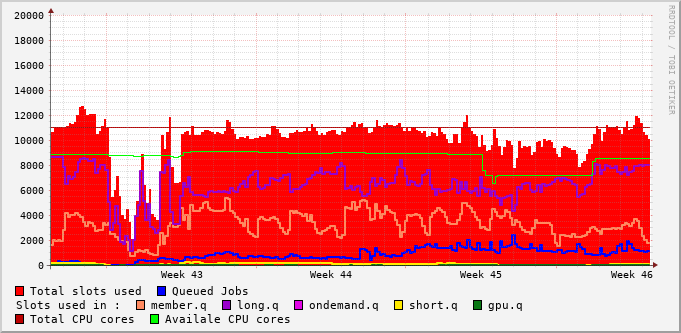 20000
18000
16000
14000
12000
10000
8000
6000
4000
2000
0
Week 43 Week 44 Week 45 Week 46
Total slots used Queued Jobs
Slots used in : member.q long.q ondemand.q short.q gpu.q
Total CPU cores Availale CPU cores
RRDTOOL / TOBI OETIKER